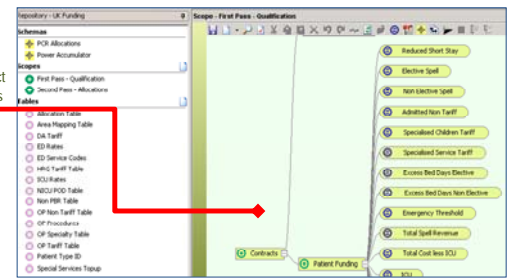 Repository - UK Funding
Schemas
PCR Allocations
Power Accumulator
Scopes
First Pass - Qualification
Second Pass - Allocations
Tables
Allocation Table
Area Mapping Table
DA Tariff
ED Rates
ED Service Codes
HRG Tariff Table
ICU Rates
NICU POD Table
Non PBR Table
OP Non Tariff Table
OP Procedures
OP Specialty Table
OP Tariff Table
Patient Type ID
Special Services Topup
Scope - First Pass - Qualification
Reduced Short Stay
Elective Spell
Non Elective Spell
Admitted Non Tariff
Specialised Children Tariff
Specialised Service Tariff
Excess Bed Days Elective
Excess Bed Days Non Elective
Emergency Threshold
Total Spell Revenue
Total Cost less ICU
ICU
Contracts
Patient Funding